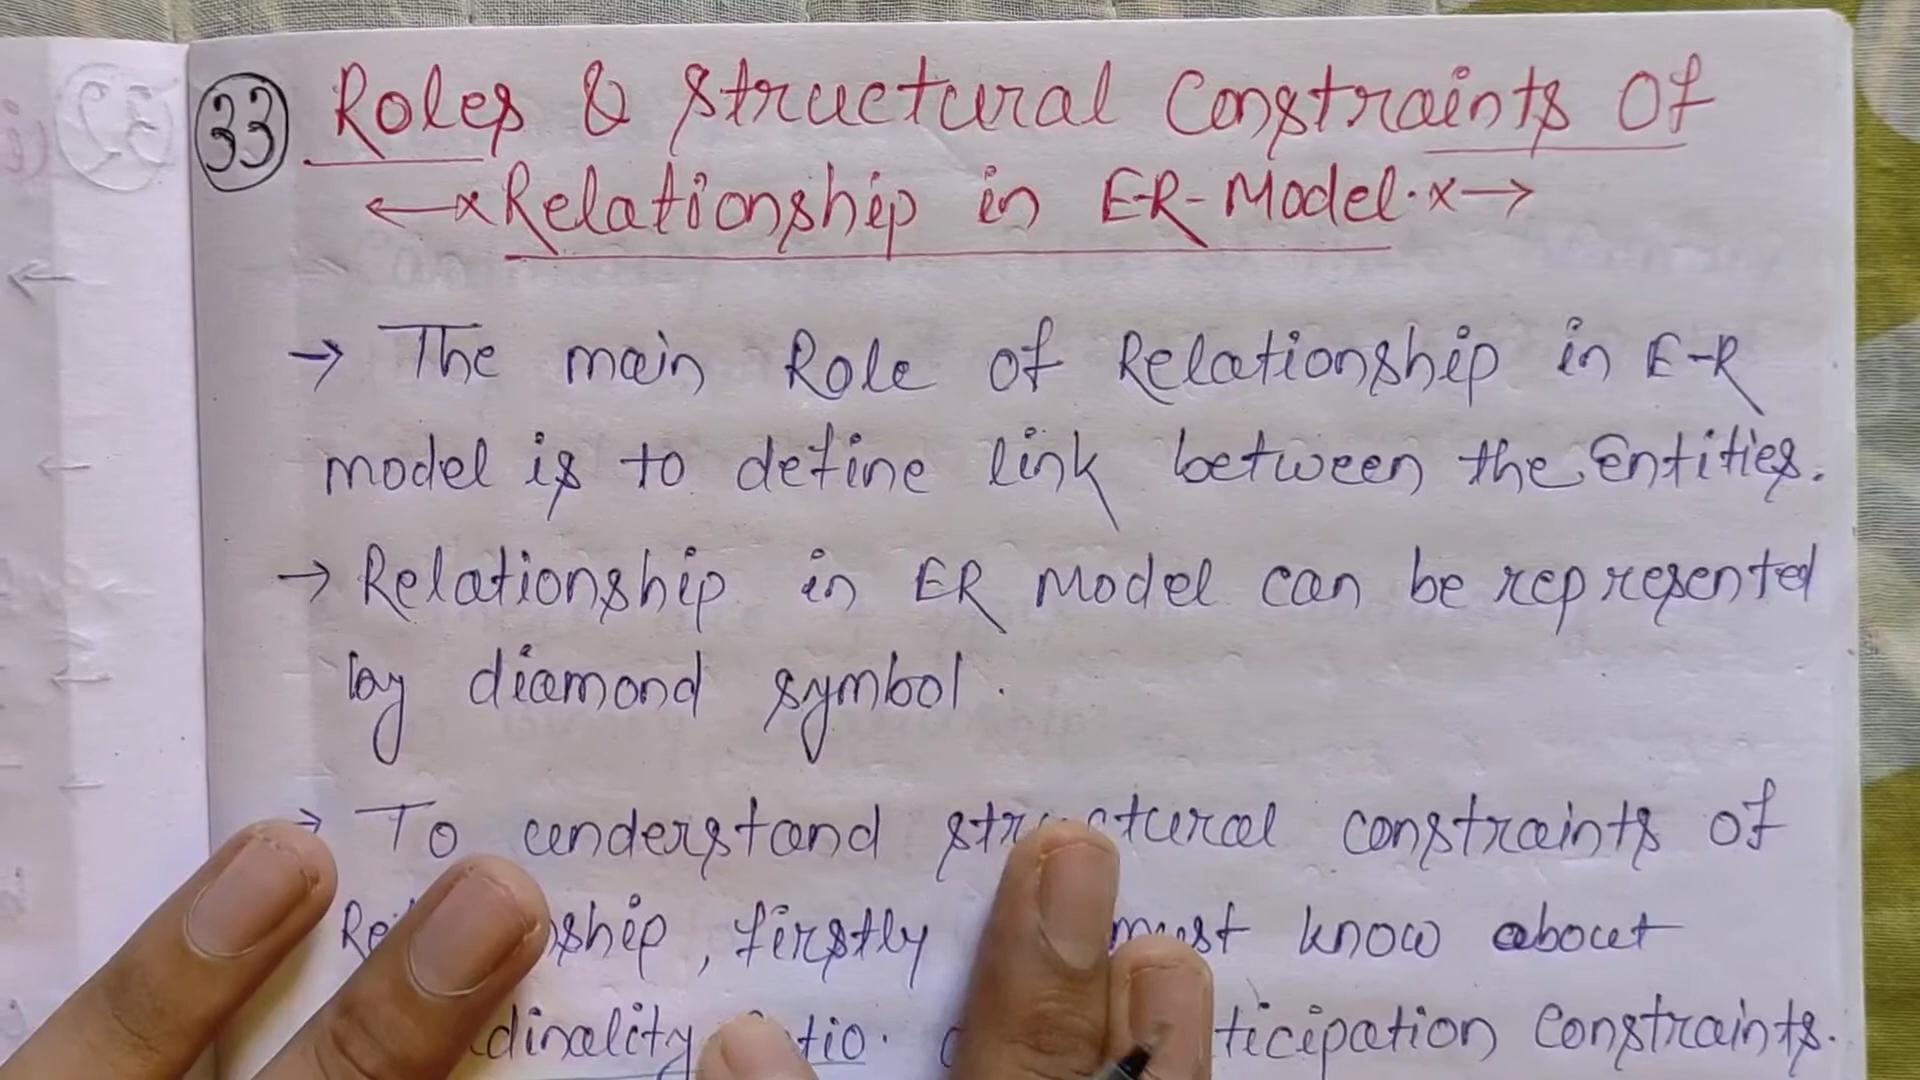 33 Roles & Structural Constraints Of
Relationship in E-R-Model.
→ The main Role of Relationship in E-R
model is to define link between the Entities.
→ Relationship in ER Model can be represented
by diamond symbol.
→ To understand structural constraints of
firstly must know about
Constraints.